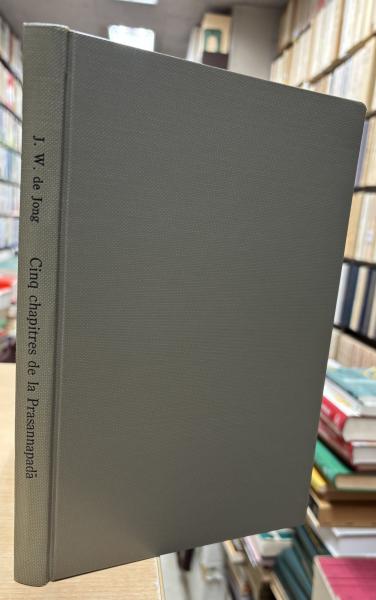 J. W. de Jong Cinq chapitres de la Prasannapadā